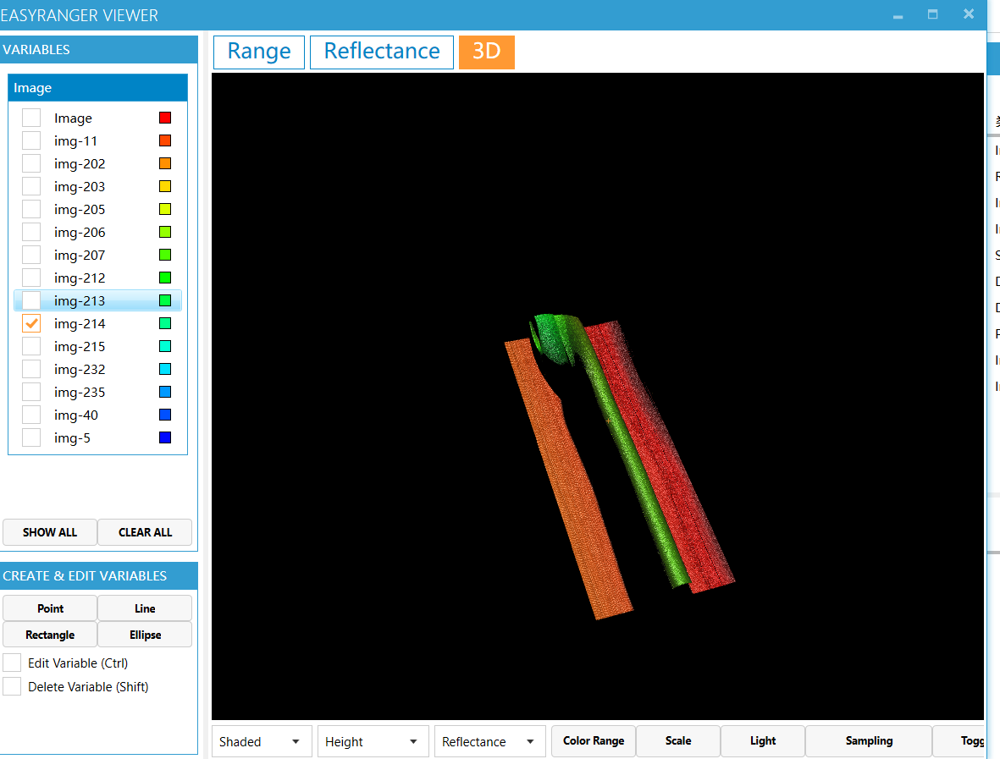 EASYRANGER VIEWER
VARIABLES
Image
Image
img-11
img-202
img-203
img-205
img-206
img-207
img-212
img-213
img-214
img-215
img-232
img-235
img-40
img-5
SHOW ALL CLEAR ALL
CREATE & EDIT VARIABLES
Point Line
Rectangle Ellipse
Edit Variable (Ctrl)
Delete Variable (Shift)
Range Reflectance 3D
Shaded Height Reflectance Color Range Scale Light Sampling Togg